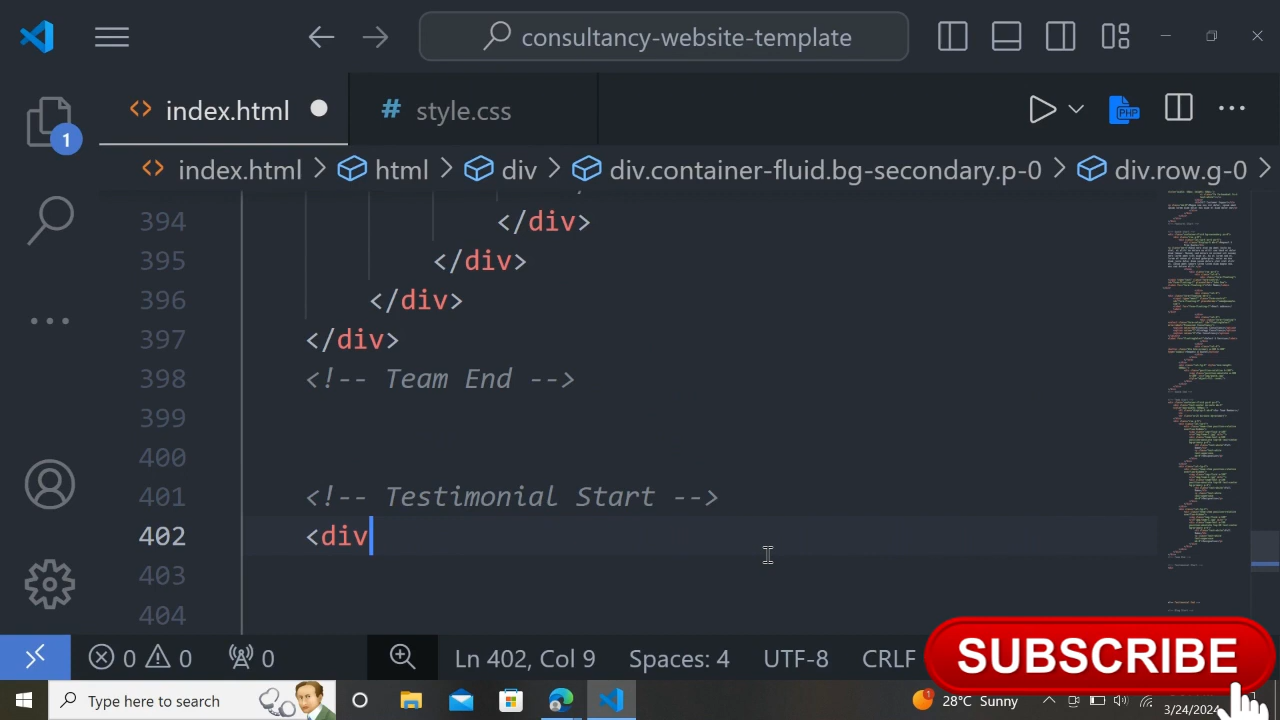 consultancy-website-template
index.html
# style.css
index.html > html > div > div.container-fluid.bg-secondary.p-0 > div.row.g-0 >
1
394 </div>
395 </div>
396 </div>
397 </div>
398 <!-- Team End -->
399
400
401 <!-- Testimonial Start -->
402 <div
403
404
0 0 0 Ln 402, Col 9 Spaces: 4 UTF-8 CRLF
SUBSCRIBE
Type here to search
28°C Sunny
3/24/2024